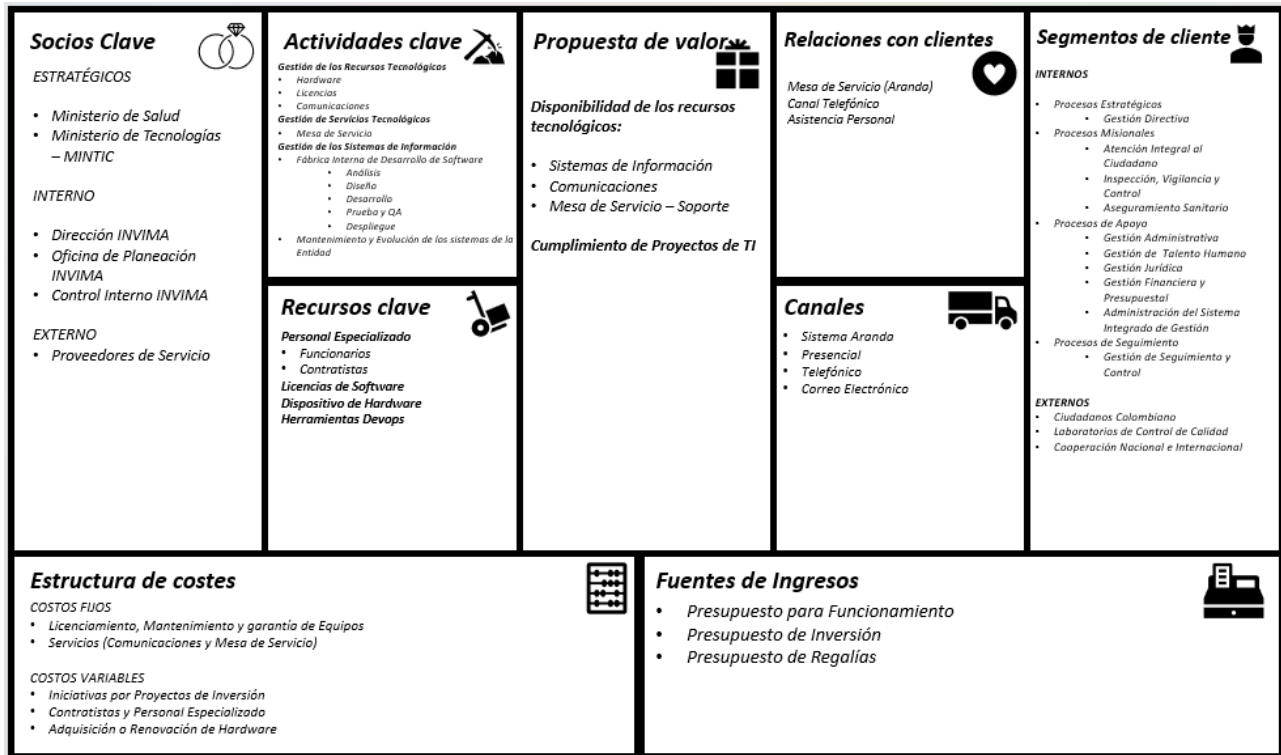 Socios Clave
ESTRATÉGICOS
• Ministerio de Salud
• Ministerio de Tecnologías
– MINTIC
INTERNO
• Dirección INVIMA
• Oficina de Planeación
INVIMA
• Control Interno INVIMA
EXTERNO
• Proveedores de Servicio
Actividades clave
Gestión de los Recursos Tecnológicos
• Hardware
• Licencias
• Comunicaciones
Gestión de Servicios Tecnológicos
• Mesa de Servicio
Gestión de los Sistemas de Información
• Fábrica Interna de Desarrollo de Software
• Análisis
• Diseño
• Desarrollo
• Prueba y QA
• Despliegue
• Mantenimiento y Evolución de los sistemas de la
Entidad
Recursos clave
Personal Especializado
• Funcionarios
• Contratistas
Licencias de Software
Dispositivo de Hardware
Herramientas Devops
Propuesta de valor
Disponibilidad de los recursos
tecnológicos:
• Sistemas de Información
• Comunicaciones
• Mesa de Servicio – Soporte
Cumplimiento de Proyectos de TI
Relaciones con clientes
Mesa de Servicio (Aranda)
Canal Telefónico
Asistencia Personal
Canales
• Sistema Aranda
• Presencial
• Telefónico
• Correo Electrónico
Segmentos de cliente
INTERNOS
• Procesos Estratégicos
• Gestión Directiva
• Procesos Misionales
• Atención Integral al
Ciudadano
• Inspección, Vigilancia y
Control
• Aseguramiento Sanitario
• Procesos de Apoyo
• Gestión Administrativa
• Gestión de Talento Humano
• Gestión Jurídica
• Gestión Financiera y
Presupuestal
• Administración del Sistema
Integrado de Gestión
• Procesos de Seguimiento
• Gestión de Seguimiento y
Control
EXTERNOS
• Ciudadanos Colombiano
• Laboratorios de Control de Calidad
• Cooperación Nacional e Internacional
Estructura de costes
COSTOS FIJOS
• Licenciamiento, Mantenimiento y garantía de Equipos
• Servicios (Comunicaciones y Mesa de Servicio)
COSTOS VARIABLES
• Iniciativas por Proyectos de Inversión
• Contratistas y Personal Especializado
• Adquisición o Renovación de Hardware
Fuentes de Ingresos
• Presupuesto para Funcionamiento
• Presupuesto de Inversión
• Presupuesto de Regalías